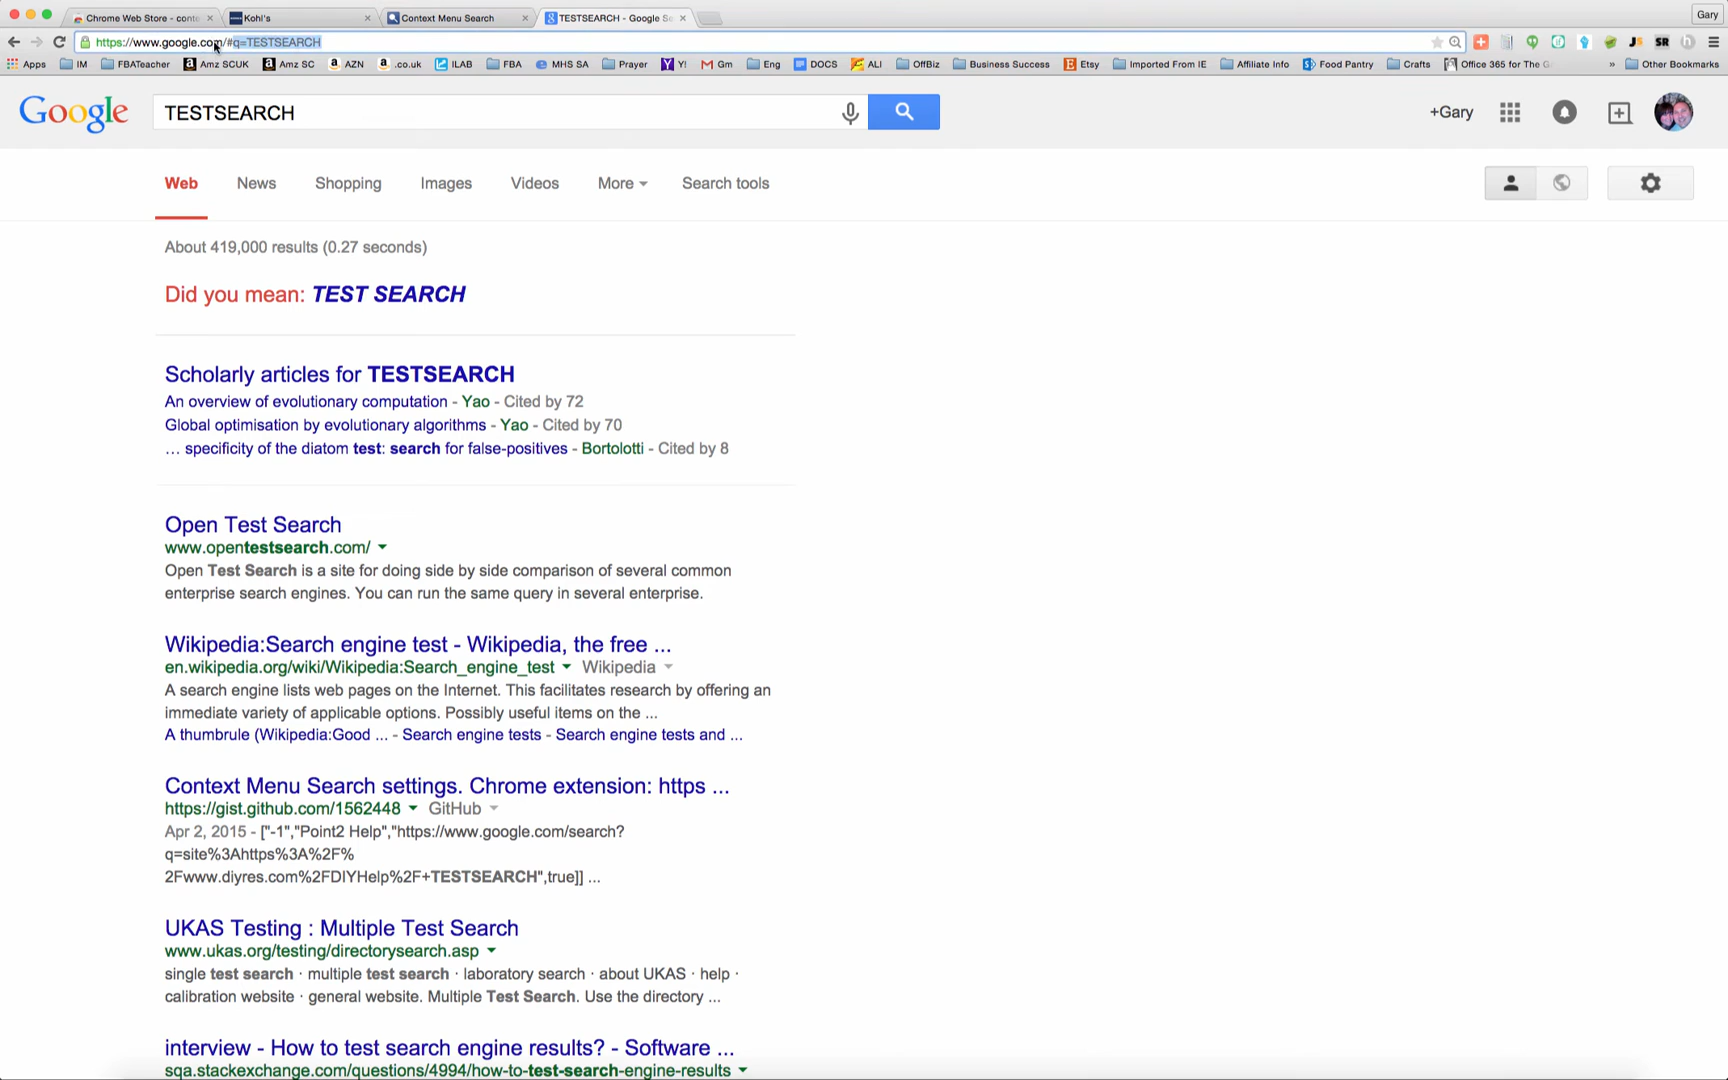 Chrome Web Store - cont
Kohl's
Context Menu Search
TESTSEARCH - Google Se
Gary
https://www.google.com/#q=TESTSEARCH
Apps IM FBATeacher Amz SCUK Amz SC AZN .co.uk ILAB FBA MHS SA Prayer Y! Gm Eng DOCS ALI OffBiz Business Success Etsy Imported From IE Affiliate Info Food Pantry Crafts Office 365 for The » Other Bookmarks
Google
TESTSEARCH
+Gary
Web News Shopping Images Videos More Search tools
About 419,000 results (0.27 seconds)
Did you mean: TEST SEARCH
Scholarly articles for TESTSEARCH
An overview of evolutionary computation - Yao - Cited by 72
Global optimisation by evolutionary algorithms - Yao - Cited by 70
... specificity of the diatom test: search for false-positives - Bortolotti - Cited by 8
Open Test Search
www.opentestsearch.com/
Open Test Search is a site for doing side by side comparison of several common
enterprise search engines. You can run the same query in several enterprise.
Wikipedia:Search engine test - Wikipedia, the free ...
en.wikipedia.org/wiki/Wikipedia:Search_engine_test Wikipedia
A search engine lists web pages on the Internet. This facilitates research by offering an
immediate variety of applicable options. Possibly useful items on the ...
A thumbrule (Wikipedia:Good ... - Search engine tests - Search engine tests and ...
Context Menu Search settings. Chrome extension: https ...
https://gist.github.com/1562448 GitHub
Apr 2, 2015 - ["-1","Point2 Help","https://www.google.com/search?
q=site%3Ahttps%3A%2F%
2Fwww.diyres.com%2FDIYHelp%2F+TESTSEARCH",true]] ...
UKAS Testing : Multiple Test Search
www.ukas.org/testing/directorysearch.asp
single test search · multiple test search · laboratory search · about UKAS · help ·
calibration website · general website. Multiple Test Search. Use the directory ...
interview - How to test search engine results? - Software ...
sqa.stackexchange.com/questions/4994/how-to-test-search-engine-results